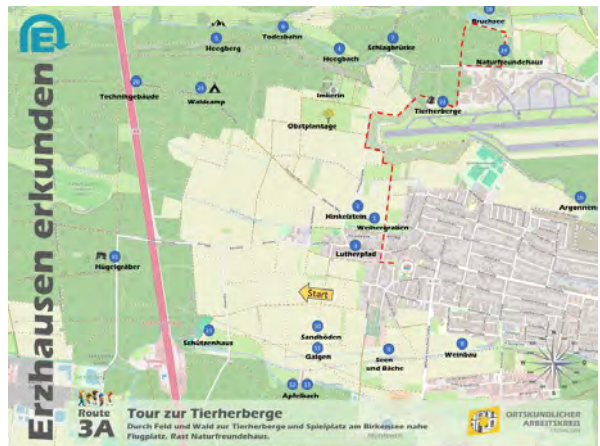 Erzhausen erkunden
Bruchsee
Todesbahn
Heegberg
Heegbach
Schlagbrücke
Naturfreundehaus
Technikgebäude
Waldcamp
Imkerin
Tierherberge
Obstplantage
Argonnen
Hinkelstein
Weihergraben
Lutherpfad
Hügelgräber
Start
Sandböden
Schützenhaus
Galgen
Seen
und Bäche
Weinbau
Apfelbach
Route
3A
Tour zur Tierherberge
Durch Feld und Wald zur Tierherberge und Spielplatz am Birkensee nahe
Flugplatz. Rast Naturfreundehaus.
ORTSKUNDLICHER
ARBEITSKREIS